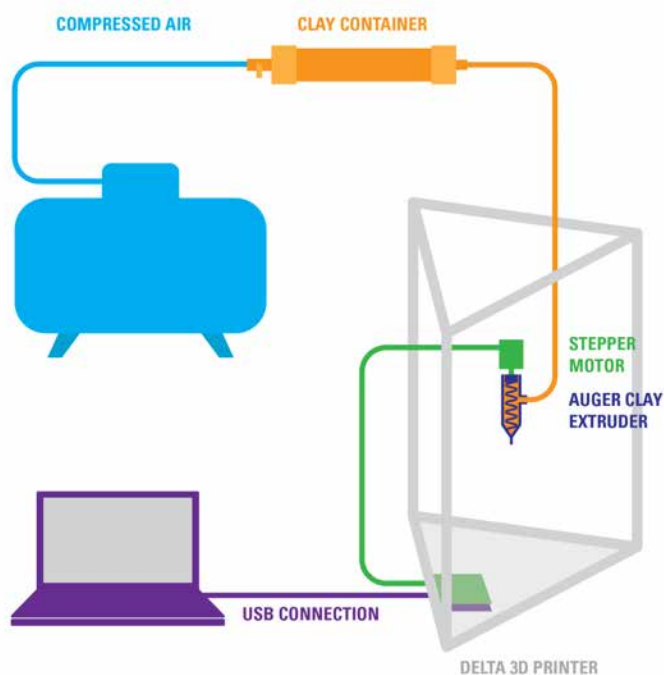 COMPRESSED AIR
CLAY CONTAINER
STEPPER
MOTOR
AUGER CLAY
EXTRUDER
USB CONNECTION
DELTA 3D PRINTER